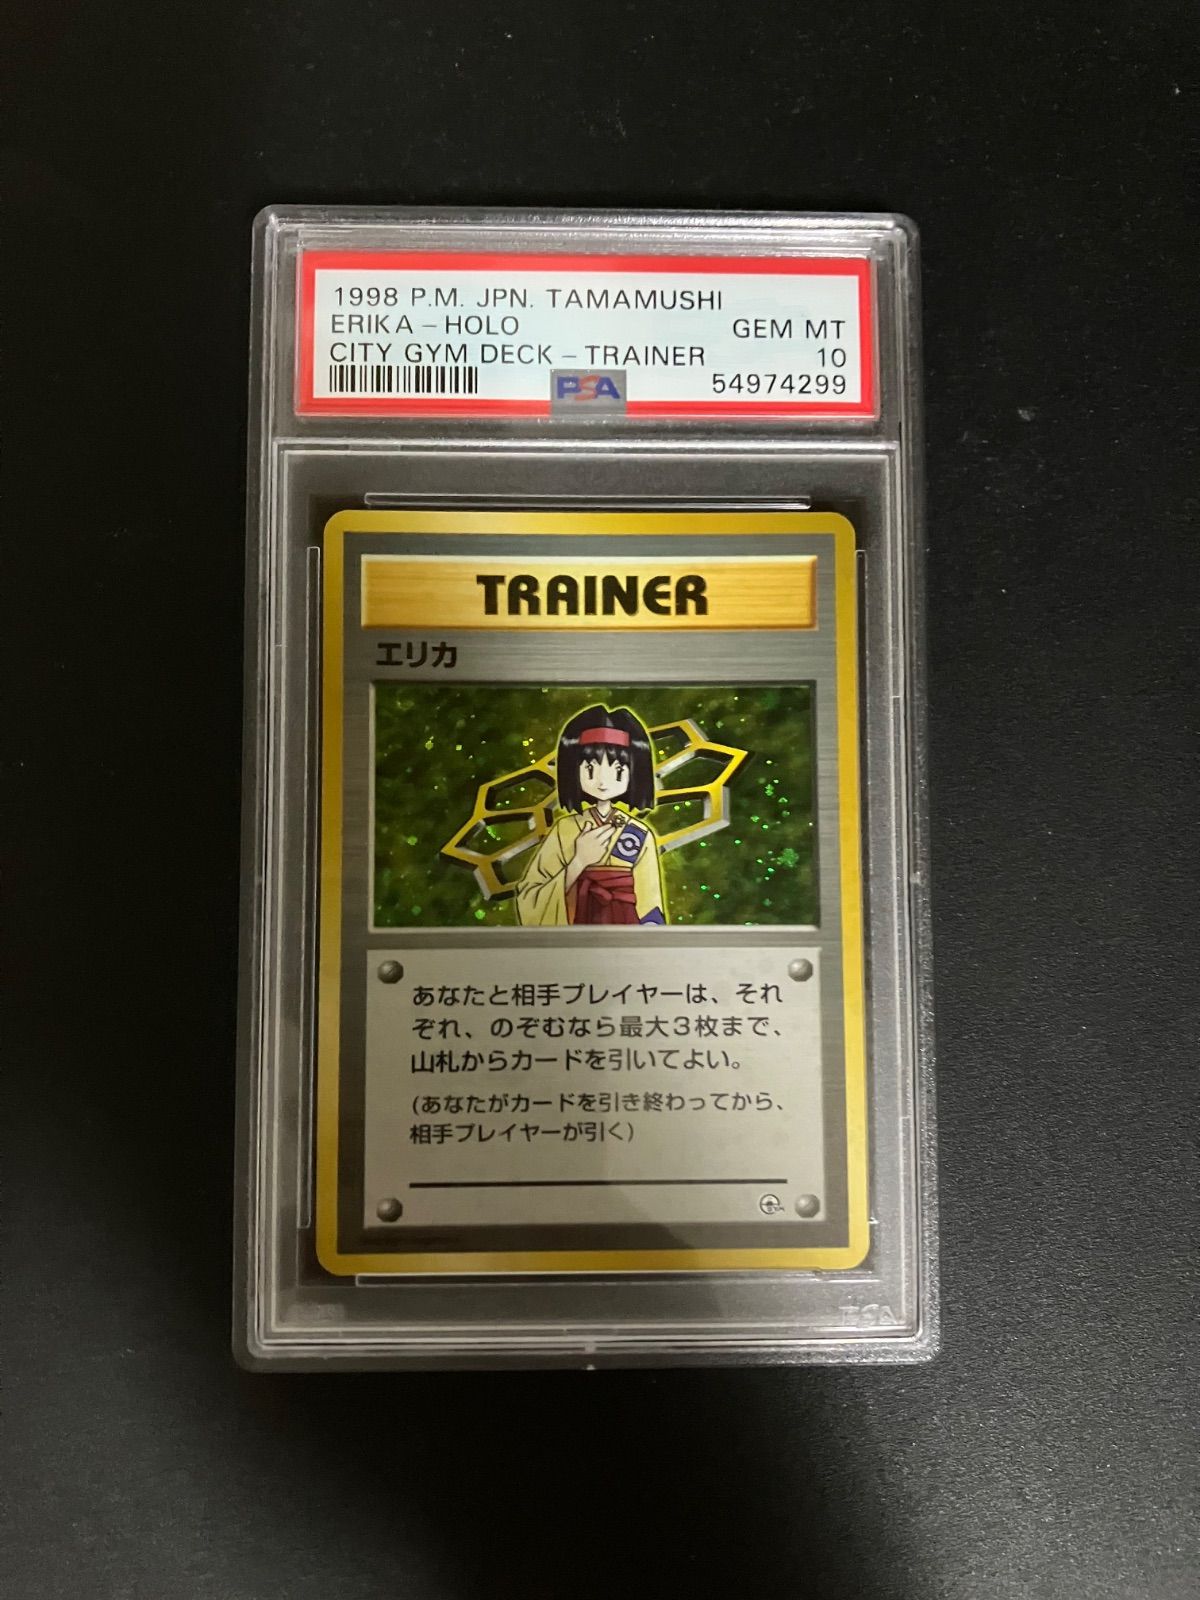 1998 P.M. JPN. TAMAMUSHI
ERIKA - HOLO GEM MT
CITY GYM DECK - TRAINER 10
PSA 54974299
TRAINER
エリカ
あなたと相手プレイヤーは、それ
ぞれ、のぞむなら最大3枚まで、
山札からカードを引いてよい。
(あなたがカードを引き終わってから、
相手プレイヤーが引く)
PSA